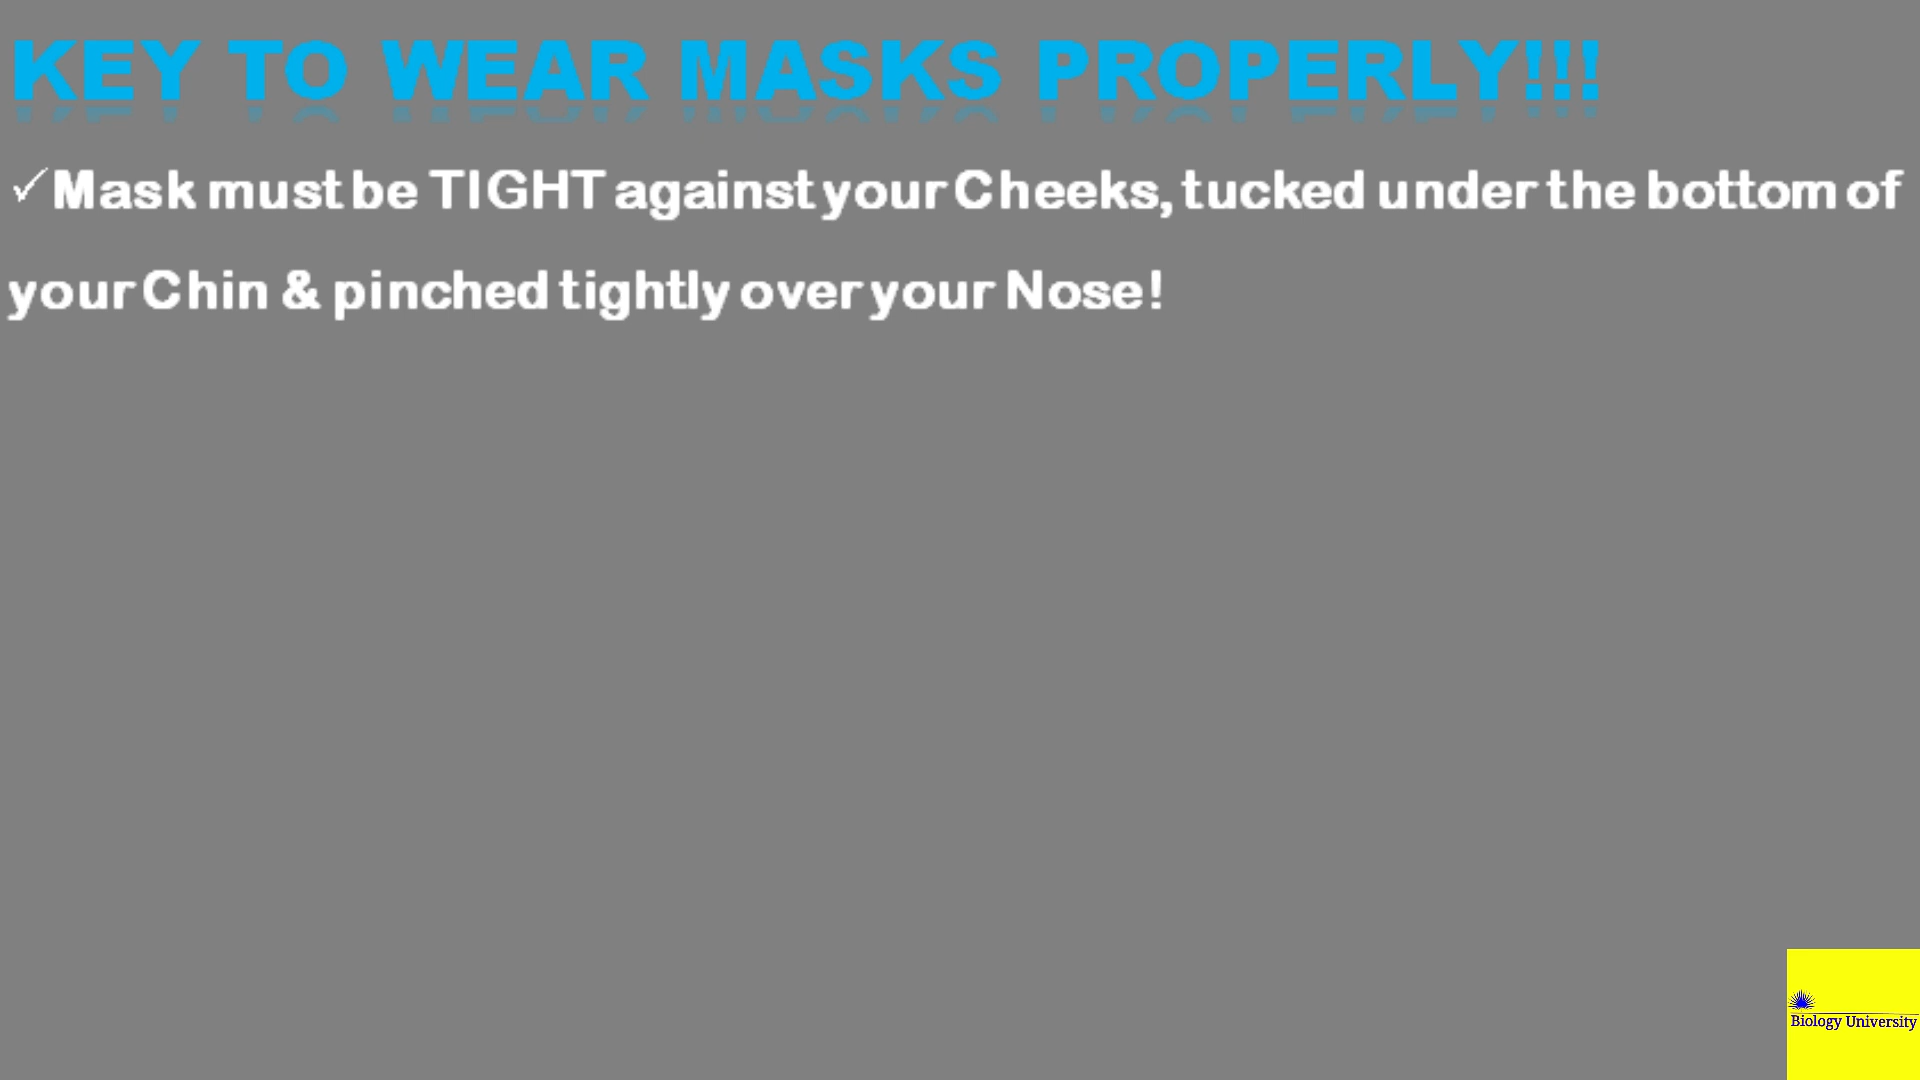 KEY TO WEAR MASKS PROPERLY!!!
✓Mask must be TIGHT against your Cheeks, tucked under the bottom of
your Chin & pinched tightly over your Nose!
Biology University